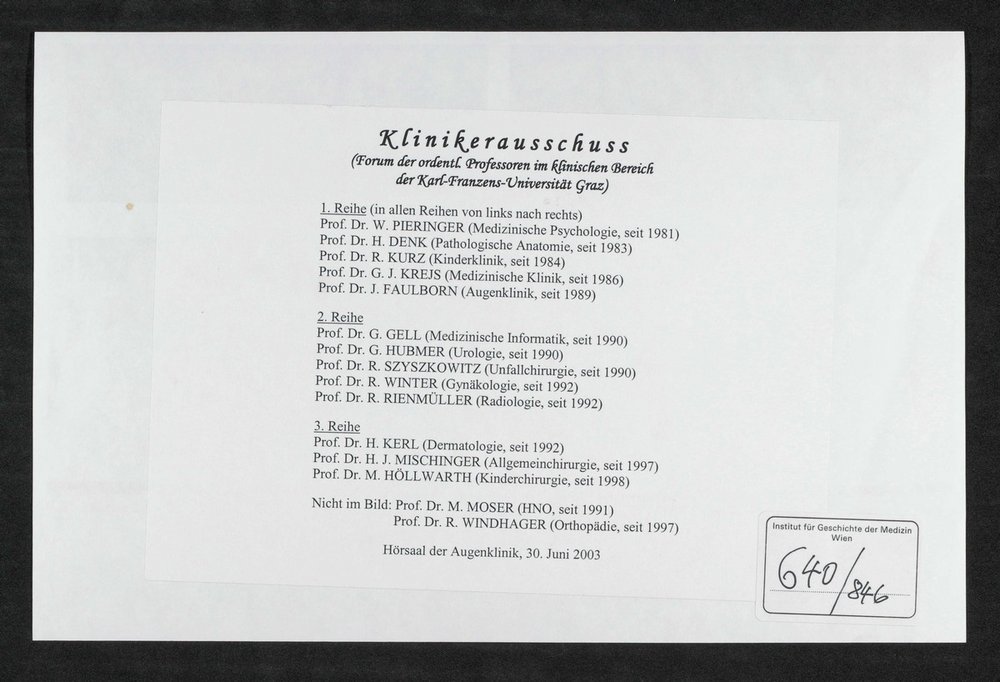 Klinikerausschuss
(Forum der ordentl. Professoren im klinischen Bereich
der Karl-Franzens-Universität Graz)
1. Reihe (in allen Reihen von links nach rechts)
Prof. Dr. W. PIERINGER (Medizinische Psychologie, seit 1981)
Prof. Dr. H. DENK (Pathologische Anatomie, seit 1983)
Prof. Dr. R. KURZ (Kinderklinik, seit 1984)
Prof. Dr. G. J. KREJS (Medizinische Klinik, seit 1986)
Prof. Dr. J. FAULBORN (Augenklinik, seit 1989)
2. Reihe
Prof. Dr. G. GELL (Medizinische Informatik, seit 1990)
Prof. Dr. G. HUBMER (Urologie, seit 1990)
Prof. Dr. R. SZYSZKOWITZ (Unfallchirurgie, seit 1990)
Prof. Dr. R. WINTER (Gynäkologie, seit 1992)
Prof. Dr. R. RIENMÜLLER (Radiologie, seit 1992)
3. Reihe
Prof. Dr. H. KERL (Dermatologie, seit 1992)
Prof. Dr. H. J. MISCHINGER (Allgemeinchirurgie, seit 1997)
Prof. Dr. M. HÖLLWARTH (Kinderchirurgie, seit 1998)
Nicht im Bild: Prof. Dr. M. MOSER (HNO, seit 1991)
Prof. Dr. R. WINDHAGER (Orthopädie, seit 1997)
Hörsaal der Augenklinik, 30. Juni 2003
Institut für Geschichte der Medizin
Wien
640/846